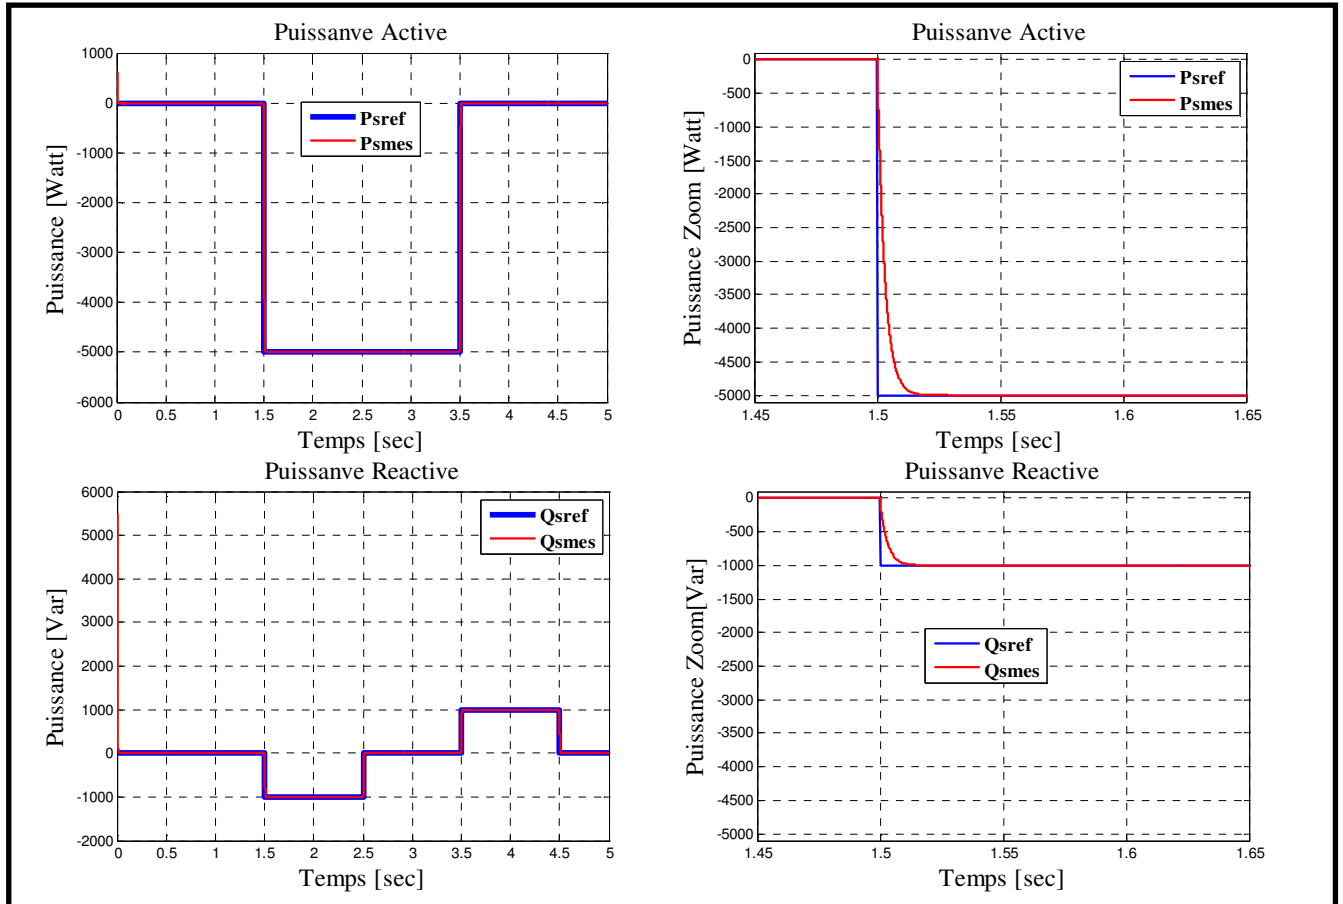 Puissanve Active
Puissance [Watt]
1000
0
-1000
-2000
-3000
-4000
-5000
-6000
Psref
Psmes
0 0.5 1 1.5 2 2.5 3 3.5 4 4.5 5
Temps [sec]
Puissanve Active
Puissance Zoom [Watt]
0
-500
-1000
-1500
-2000
-2500
-3000
-3500
-4000
-4500
-5000
Psref
Psmes
1.45 1.5 1.55 1.6 1.65
Temps [sec]
Puissanve Reactive
Puissance [Var]
6000
5000
4000
3000
2000
1000
0
-1000
-2000
Qsref
Qsmes
0 0.5 1 1.5 2 2.5 3 3.5 4 4.5 5
Temps [sec]
Puissanve Reactive
Puissance Zoom[Var]
0
-500
-1000
-1500
-2000
-2500
-3000
-3500
-4000
-4500
-5000
Qsref
Qsmes
1.45 1.5 1.55 1.6 1.65
Temps [sec]